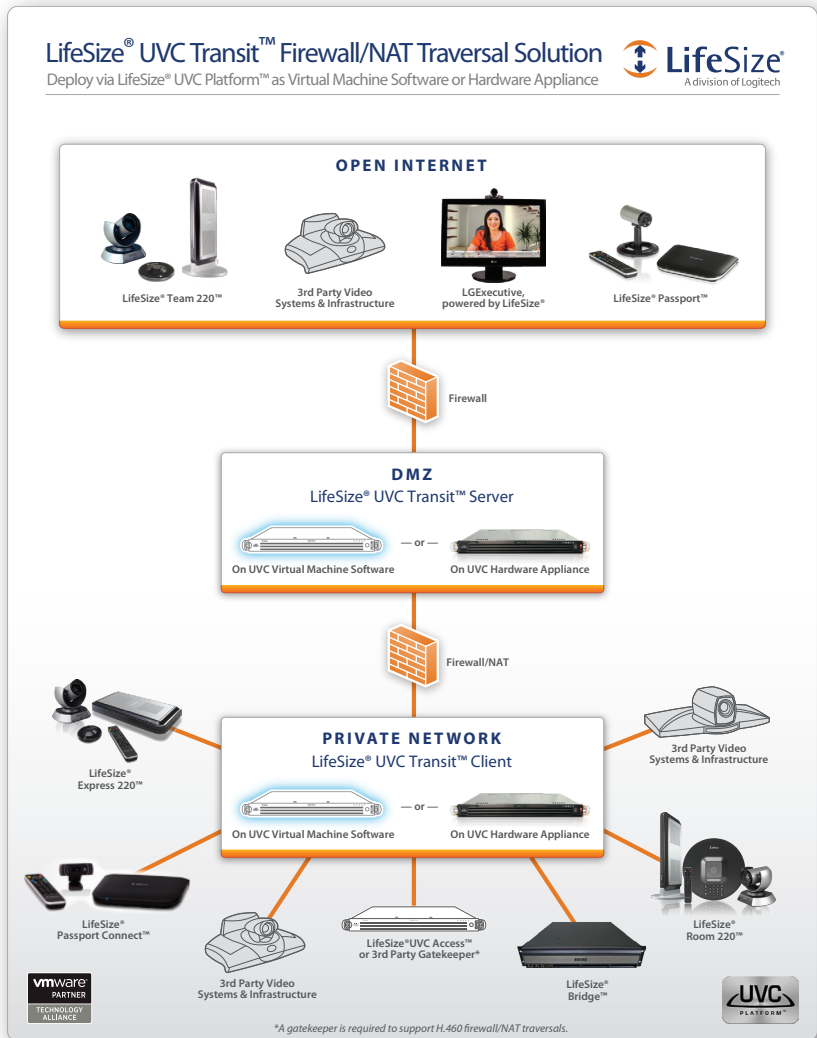 LifeSize® UVC Transit™ Firewall/NAT Traversal Solution
Deploy via LifeSize® UVC Platform™ as Virtual Machine Software or Hardware Appliance
LifeSize®
A division of Logitech
OPEN INTERNET
LifeSize® Team 220™
3rd Party Video
Systems & Infrastructure
LGExecutive,
powered by LifeSize®
LifeSize® Passport™
Firewall
DMZ
LifeSize® UVC Transit™ Server
— or —
On UVC Virtual Machine Software
On UVC Hardware Appliance
Firewall/NAT
PRIVATE NETWORK
LifeSize® UVC Transit™ Client
— or —
On UVC Virtual Machine Software
On UVC Hardware Appliance
LifeSize®
Express 220™
3rd Party Video
Systems & Infrastructure
LifeSize®
Passport Connect™
3rd Party Video
Systems & Infrastructure
LifeSize®UVC Access™
or 3rd Party Gatekeeper*
LifeSize®
Bridge™
LifeSize®
Room 220™
vmware®
PARTNER
TECHNOLOGY
ALLIANCE
UVC
PLATFORM™
*A gatekeeper is required to support H.460 firewall/NAT traversals.